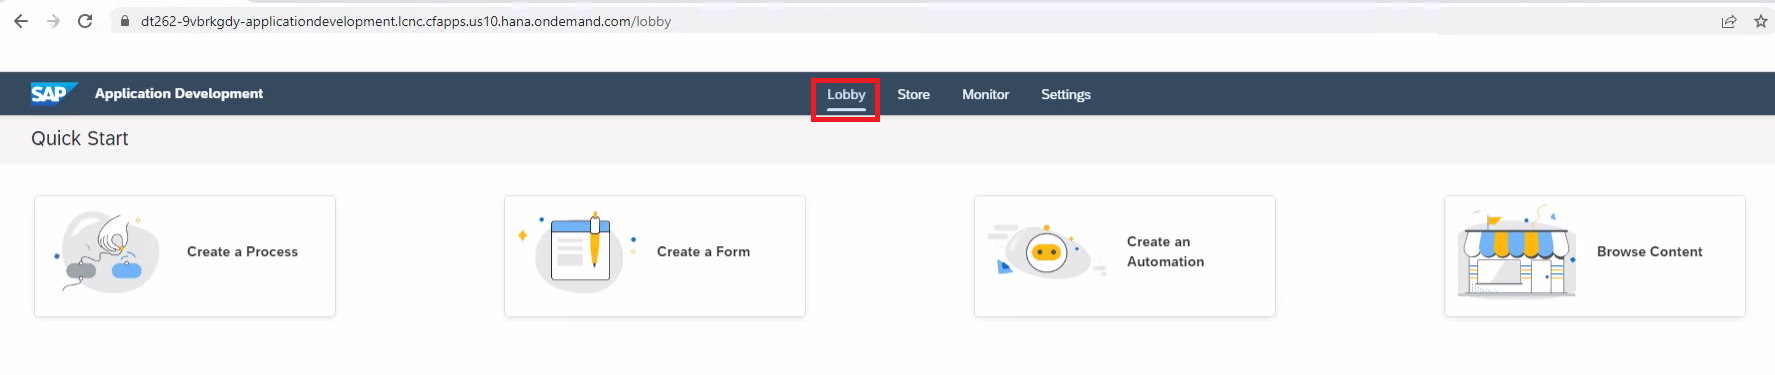 dt262-9vbrkgdy-applicationdevelopment.lcnc.cfapps.us10.hana.ondemand.com/lobby
SAP Application Development Lobby Store Monitor Settings
Quick Start
Create a Process
Create a Form
Create an
Automation
Browse Content